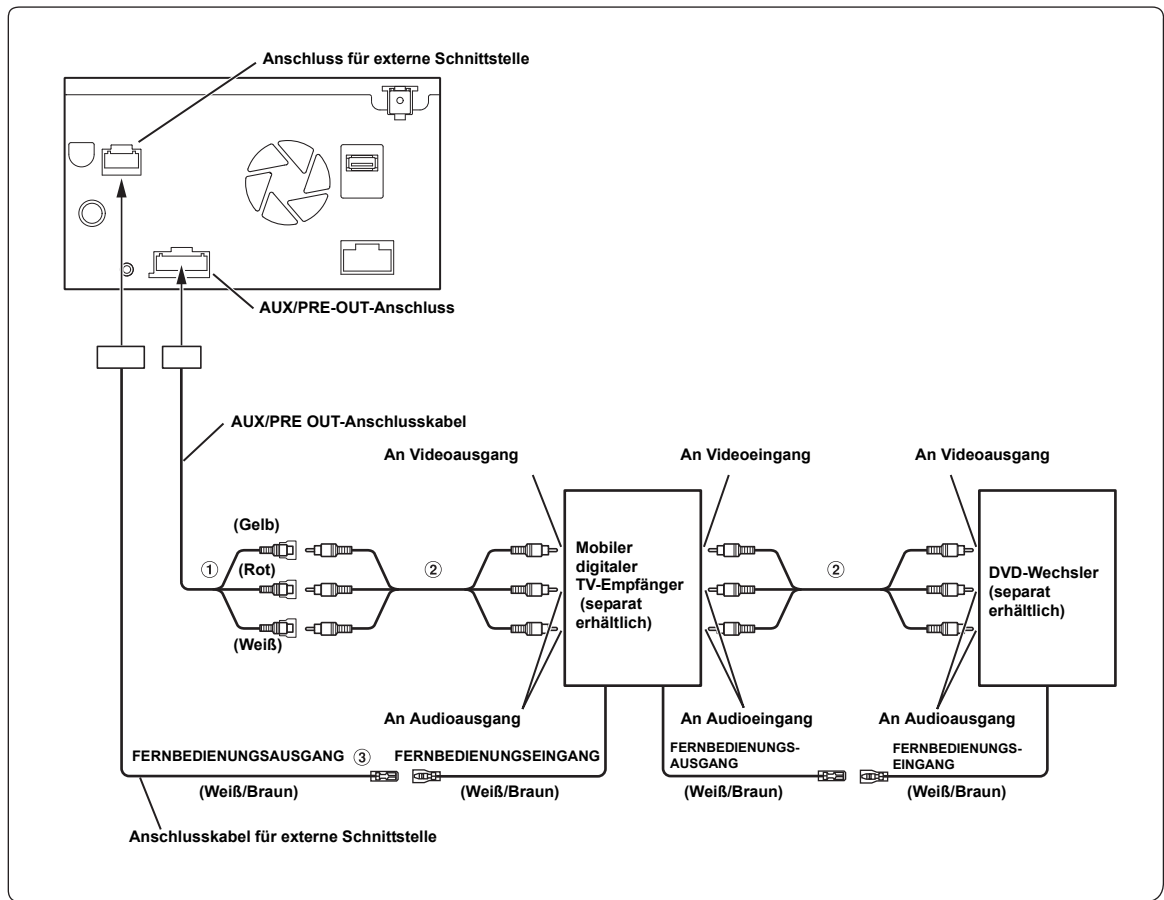 Anschluss für externe Schnittstelle
AUX/PRE-OUT-Anschluss
AUX/PRE OUT-Anschlusskabel
An Videoausgang
An Videoeingang
An Videoausgang
(Gelb)
(Rot)
(Weiß)
①
②
②
Mobiler
digitaler
TV-Empfänger
(separat
erhältlich)
DVD-Wechsler
(separat
erhältlich)
An Audioausgang
An Audioeingang
An Audioausgang
FERNBEDIENUNGSAUSGANG ③
FERNBEDIENUNGSEINGANG
FERNBEDIENUNGS-
AUSGANG
FERNBEDIENUNGS-
EINGANG
(Weiß/Braun)
(Weiß/Braun)
(Weiß/Braun)
(Weiß/Braun)
Anschlusskabel für externe Schnittstelle